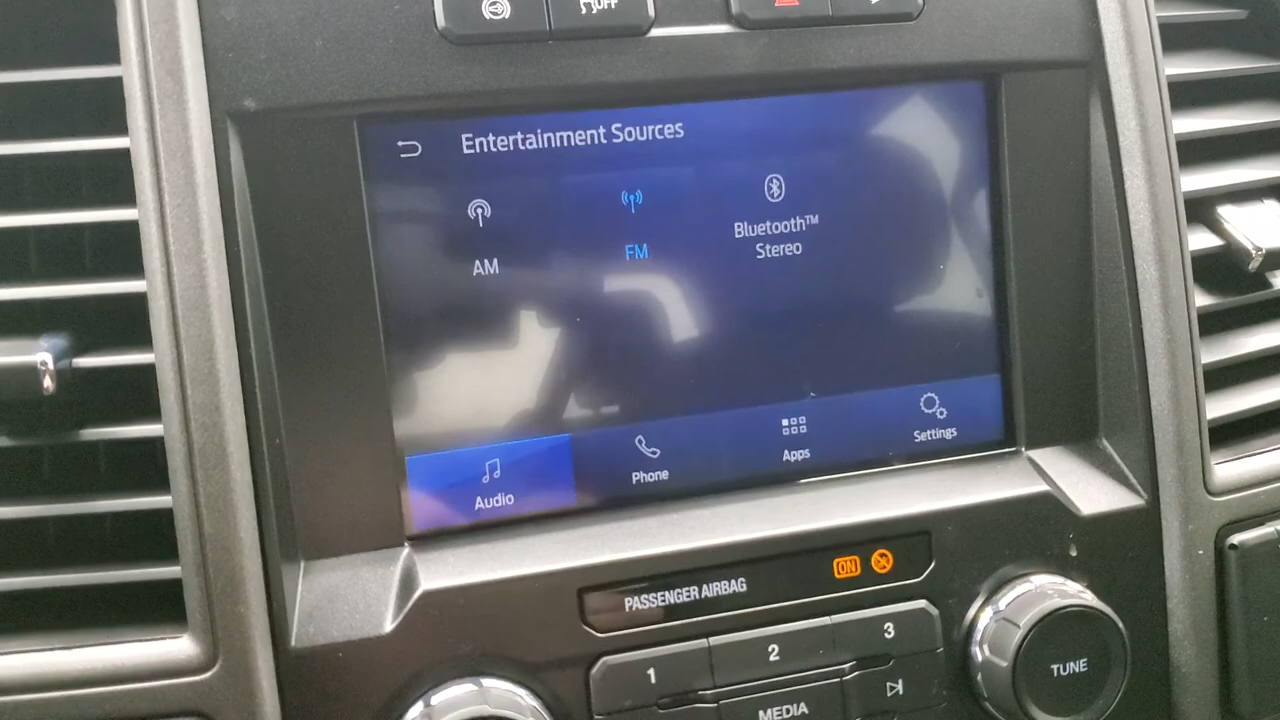 OFF
Entertainment Sources
AM
FM
Bluetooth™
Stereo
Audio
Phone
Apps
Settings
PASSENGER AIRBAG
ON
1
2
3
MEDIA
TUNE